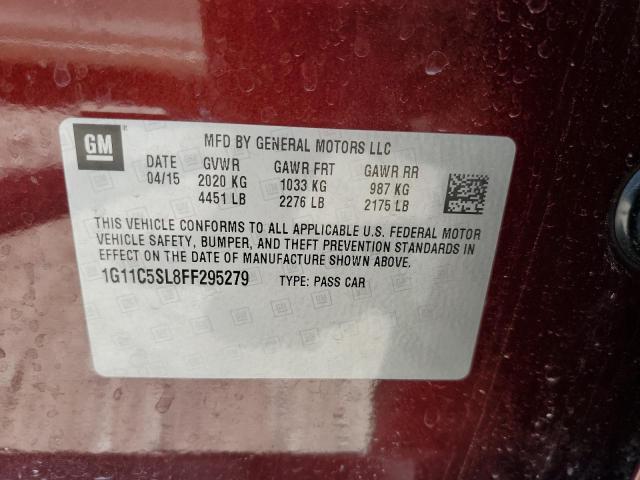 GM
MFD BY GENERAL MOTORS LLC
DATE GVWR GAWR FRT GAWR RR
04/15 2020 KG 1033 KG 987 KG
4451 LB 2276 LB 2175 LB
THIS VEHICLE CONFORMS TO ALL APPLICABLE U.S. FEDERAL MOTOR
VEHICLE SAFETY, BUMPER, AND THEFT PREVENTION STANDARDS IN
EFFECT ON THE DATE OF MANUFACTURE SHOWN ABOVE.
1G11C5SL8FF295279 TYPE: PASS CAR